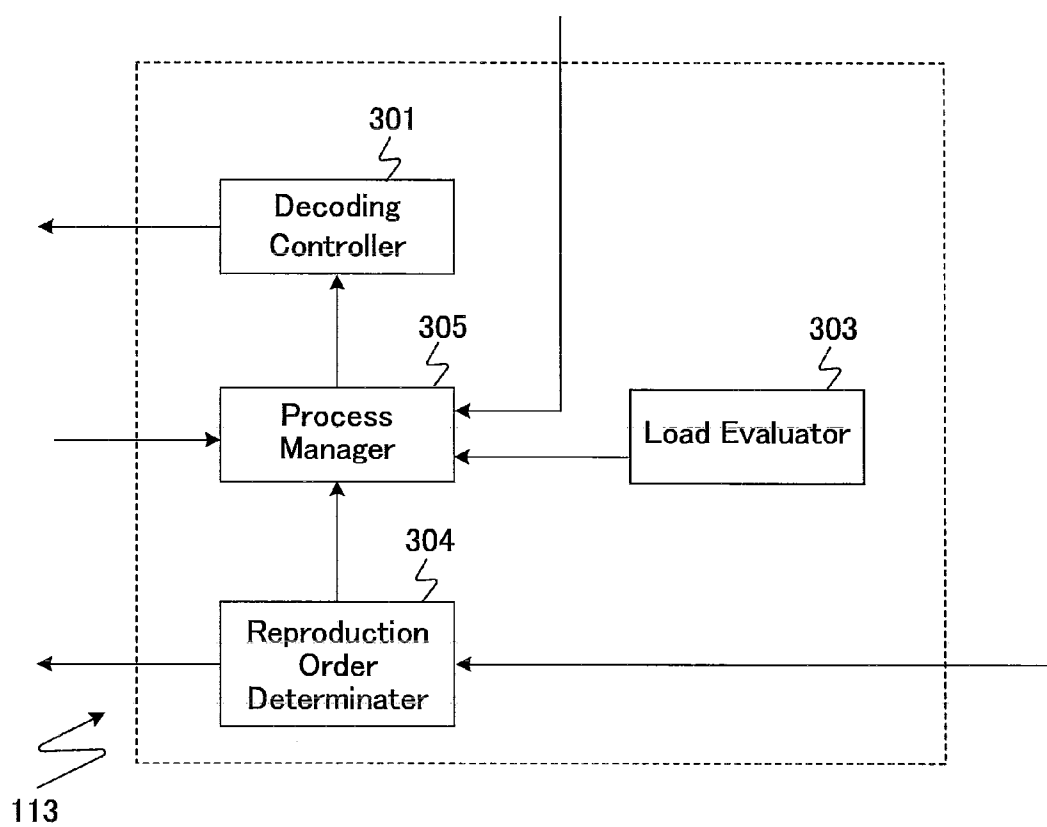 301
Decoding
Controller
305
Process
Manager
303
Load Evaluator
304
Reproduction
Order
Determinater
113